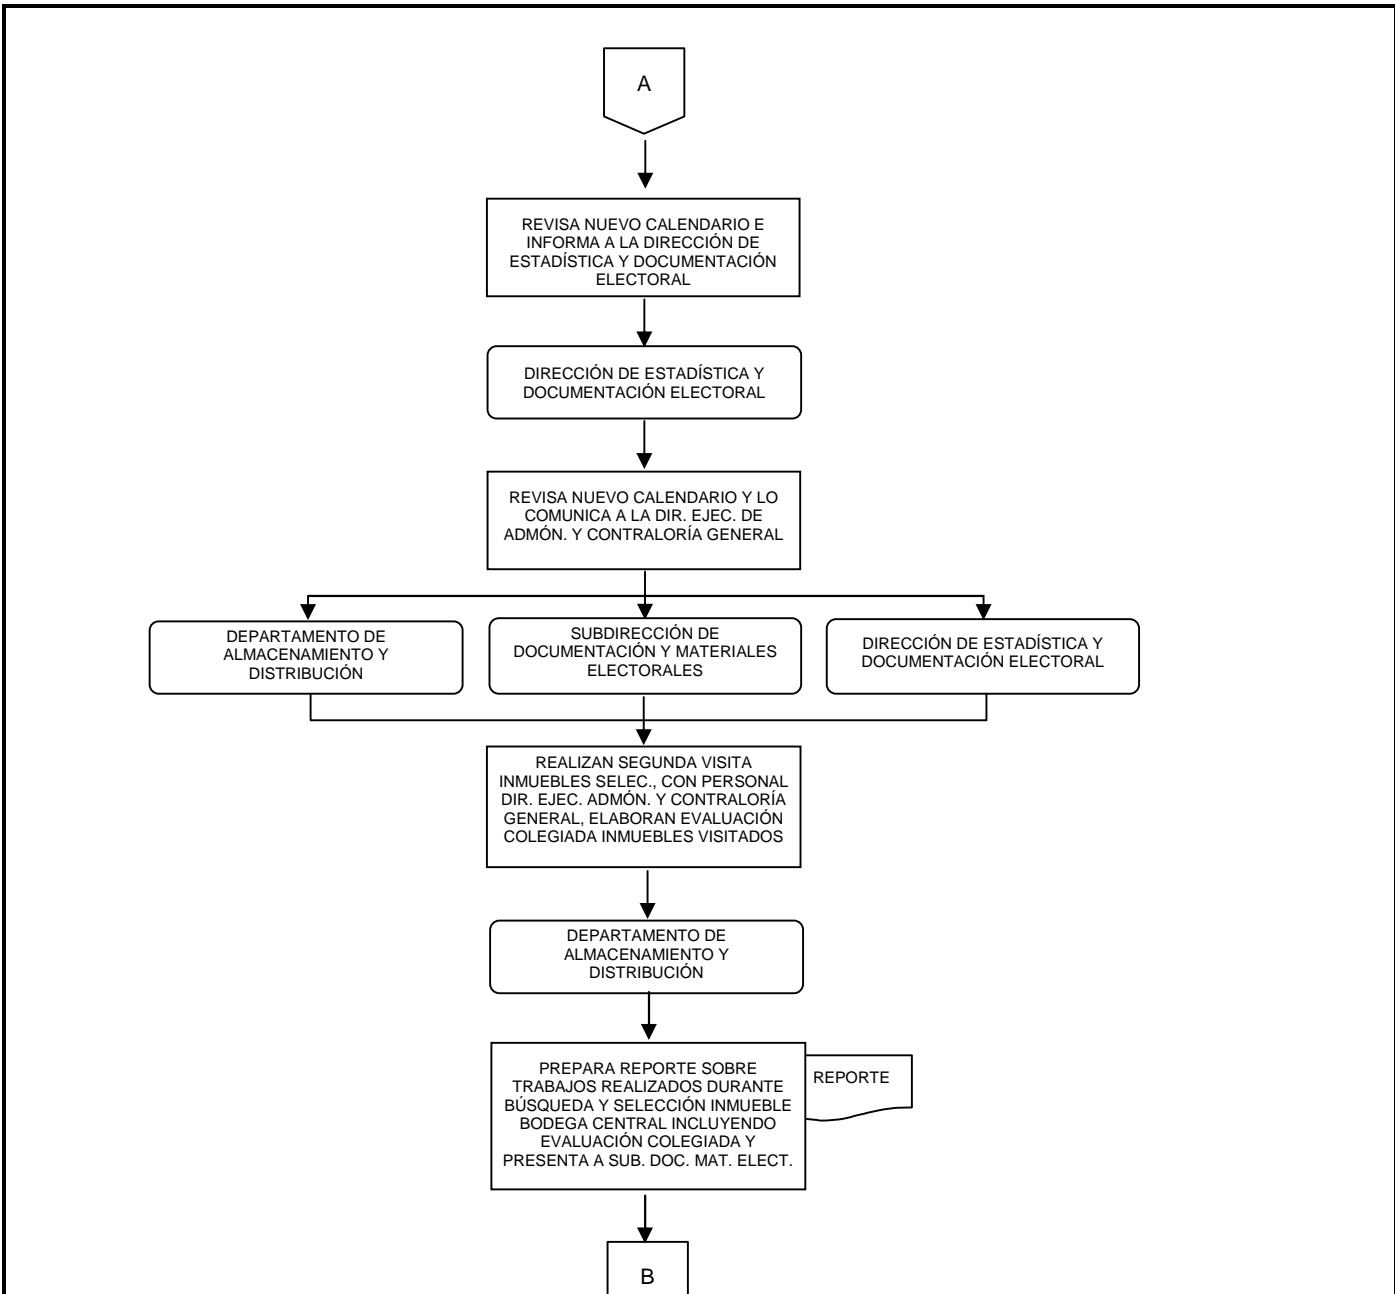 A
REVISA NUEVO CALENDARIO E
INFORMA A LA DIRECCIÓN DE
ESTADÍSTICA Y DOCUMENTACIÓN
ELECTORAL
DIRECCIÓN DE ESTADÍSTICA Y
DOCUMENTACIÓN ELECTORAL
REVISA NUEVO CALENDARIO Y LO
COMUNICA A LA DIR. EJEC. DE
ADMÓN. Y CONTRALORÍA GENERAL
DEPARTAMENTO DE
ALMACENAMIENTO Y
DISTRIBUCIÓN
SUBDIRECCIÓN DE
DOCUMENTACIÓN Y MATERIALES
ELECTORALES
DIRECCIÓN DE ESTADÍSTICA Y
DOCUMENTACIÓN ELECTORAL
REALIZAN SEGUNDA VISITA
INMUEBLES SELEC., CON PERSONAL
DIR. EJEC. ADMÓN. Y CONTRALORÍA
GENERAL, ELABORAN EVALUACIÓN
COLEGIADA INMUEBLES VISITADOS
DEPARTAMENTO DE
ALMACENAMIENTO Y
DISTRIBUCIÓN
PREPARA REPORTE SOBRE
TRABAJOS REALIZADOS DURANTE
BÚSQUEDA Y SELECCIÓN INMUEBLE
BODEGA CENTRAL INCLUYENDO
EVALUACIÓN COLEGIADA Y
PRESENTA A SUB. DOC. MAT. ELECT.
REPORTE
B